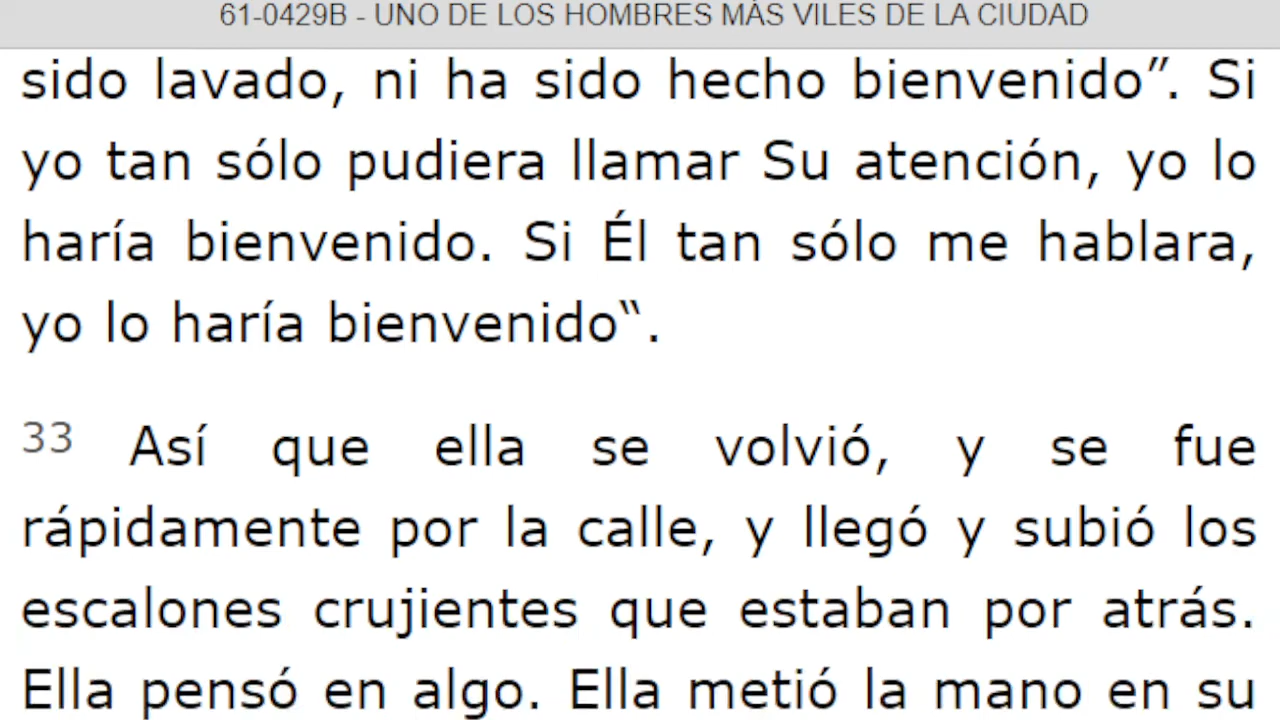 61-0429B - UNO DE LOS HOMBRES MÁS VILES DE LA CIUDAD
sido lavado, ni ha sido hecho bienvenido”. Si
yo tan sólo pudiera llamar Su atención, yo lo
haría bienvenido. Si Él tan sólo me hablara,
yo lo haría bienvenido‟.
33 Así que ella se volvió, y se fue
rápidamente por la calle, y llegó y subió los
escalones crujientes que estaban por atrás.
Ella pensó en algo. Ella metió la mano en su